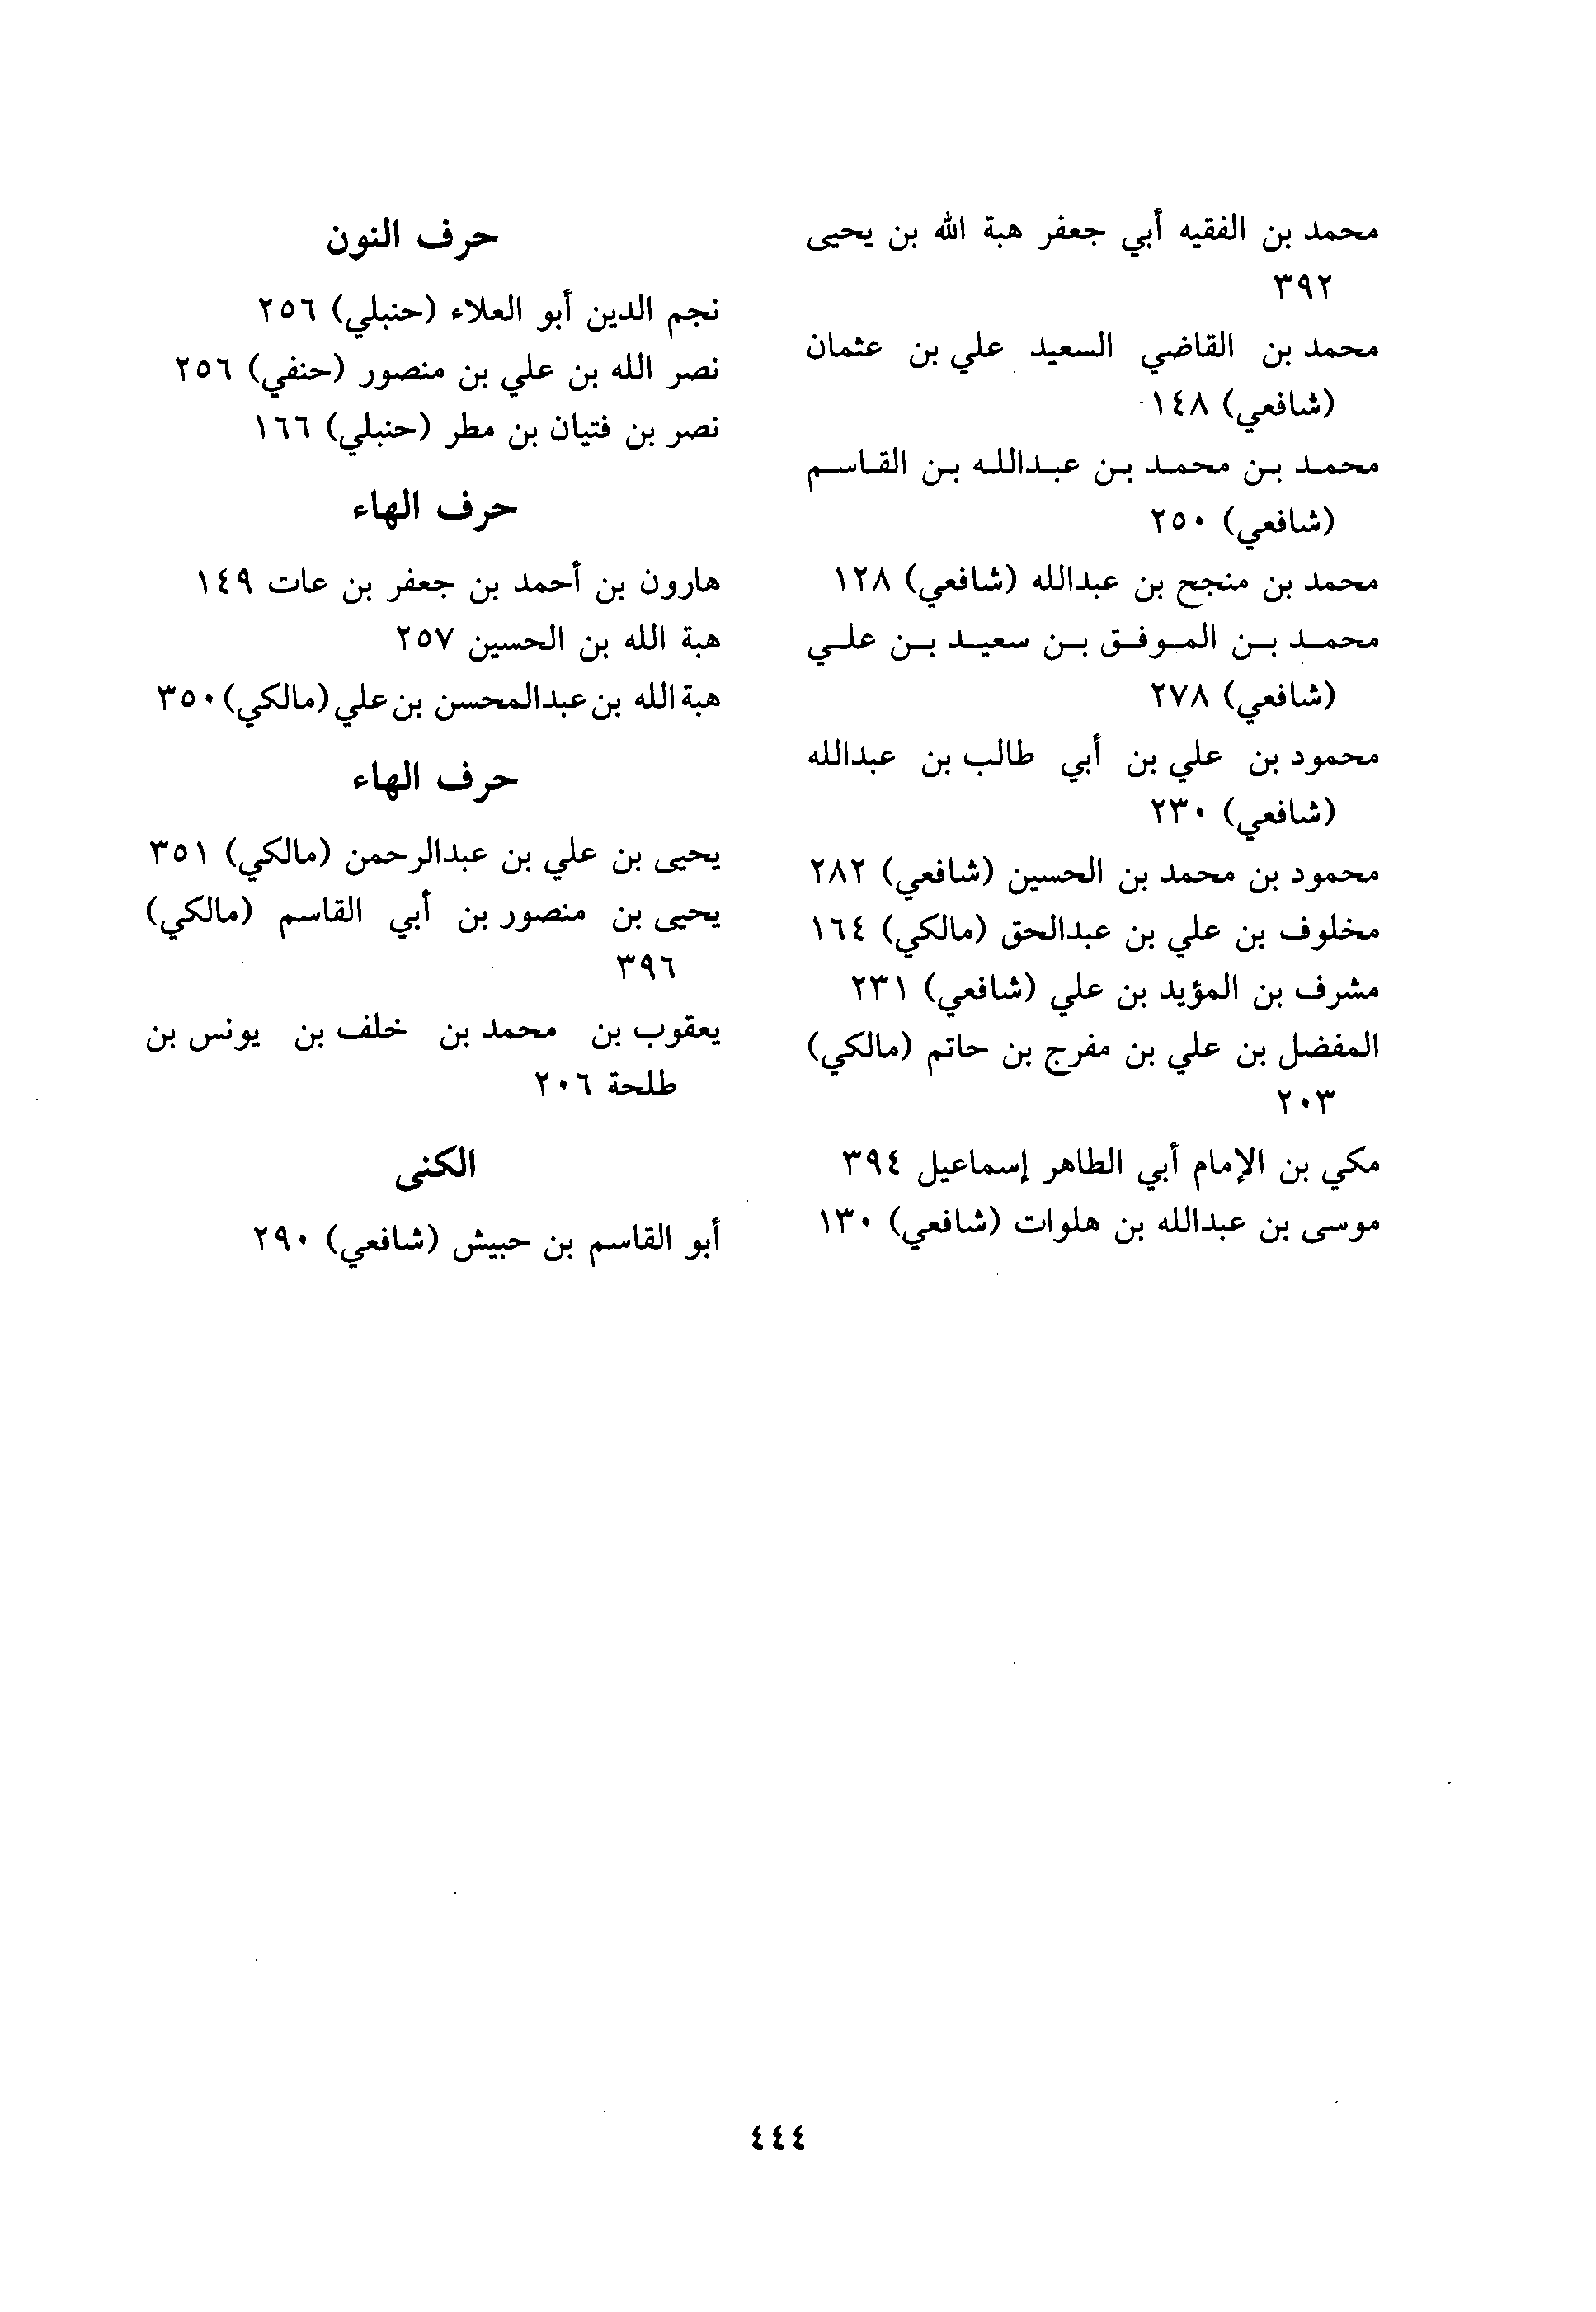 محمد بن الفقيه أبي جعفر هبة الله بن يحيى
٣٩٢
محمد بن القاضي السعيد علي بن عثمان
(شافعي) ١٤٨
محمد بن محمد بن عبدالله بن القاسم
(شافعي) ٢٥٠
محمد بن منجح بن عبدالله (شافعي) ١٢٨
محمد بن الموفق بن سعيد بن علي
(شافعي) ٢٧٨
محمود بن علي بن أبي طالب بن عبدالله
(شافعي) ٢٣٠
محمود بن محمد بن الحسين (شافعي) ٢٨٢
مخلوف بن علي بن عبدالحق (مالكي) ١٦٤
مشرف بن المؤيد بن علي (شافعي) ٢٣١
المفضل بن علي بن مفرج بن حاتم (مالكي)
٢٠٣
مكي بن الإمام أبي الطاهر إسماعيل ٣٩٤
موسى بن عبدالله بن هلوات (شافعي) ١٣٠
حرف النون
نجم الدين أبو العلاء (حنبلي) ٢٥٦
نصر الله بن علي بن منصور (حنفي) ٢٥٦
نصر بن فتيان بن مطر (حنبلي) ١٦٦
حرف الهاء
هارون بن أحمد بن جعفر بن عات ١٤٩
هبة الله بن الحسين ٢٥٧
هبة الله بن عبدالمحسن بن علي (مالكي) ٣٥٠
حرف الهاء
يحيى بن علي بن عبدالرحمن (مالكي) ٣٥١
يحيى بن منصور بن أبي القاسم (مالكي)
٣٩٦
يعقوب بن محمد بن خلف بن يونس بن
طلحة ٢٠٦
الكنى
أبو القاسم بن حبيش (شافعي) ٢٩٠
٤٤٤